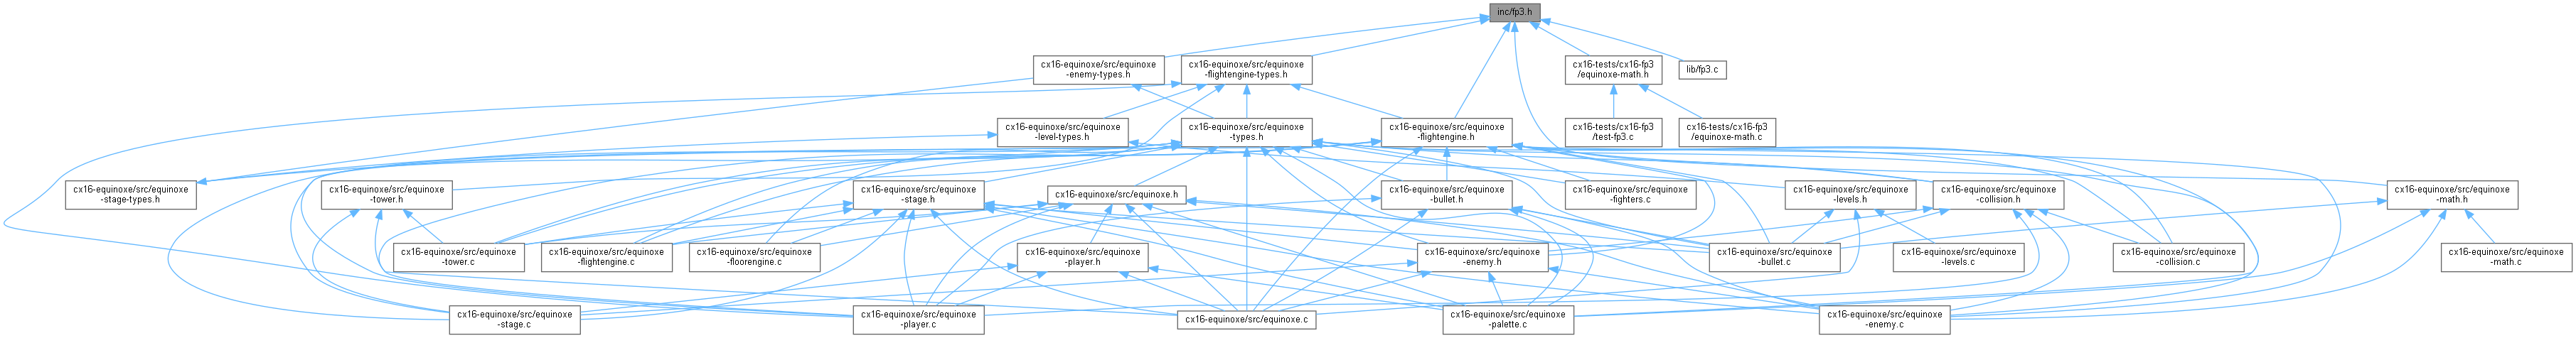 inc/fp3.h
cx16-equinoxe/src/equinoxe
-enemy-types.h
cx16-equinoxe/src/equinoxe
-flightengine-types.h
cx16-tests/cx16-fp3
/equinoxe-math.h
lib/fp3.c
cx16-equinoxe/src/equinoxe
-level-types.h
cx16-equinoxe/src/equinoxe
-types.h
cx16-equinoxe/src/equinoxe
-flightengine.h
cx16-tests/cx16-fp3
/test-fp3.c
cx16-tests/cx16-fp3
/equinoxe-math.c
cx16-equinoxe/src/equinoxe
-stage-types.h
cx16-equinoxe/src/equinoxe
-tower.h
cx16-equinoxe/src/equinoxe
-stage.h
cx16-equinoxe/src/equinoxe.h
cx16-equinoxe/src/equinoxe
-bullet.h
cx16-equinoxe/src/equinoxe
-fighters.c
cx16-equinoxe/src/equinoxe
-levels.h
cx16-equinoxe/src/equinoxe
-collision.h
cx16-equinoxe/src/equinoxe
-math.h
cx16-equinoxe/src/equinoxe
-tower.c
cx16-equinoxe/src/equinoxe
-flightengine.c
cx16-equinoxe/src/equinoxe
-floorengine.c
cx16-equinoxe/src/equinoxe
-player.h
cx16-equinoxe/src/equinoxe
-enemy.h
cx16-equinoxe/src/equinoxe
-bullet.c
cx16-equinoxe/src/equinoxe
-levels.c
cx16-equinoxe/src/equinoxe
-collision.c
cx16-equinoxe/src/equinoxe
-math.c
cx16-equinoxe/src/equinoxe
-stage.c
cx16-equinoxe/src/equinoxe
-player.c
cx16-equinoxe/src/equinoxe.c
cx16-equinoxe/src/equinoxe
-palette.c
cx16-equinoxe/src/equinoxe
-enemy.c